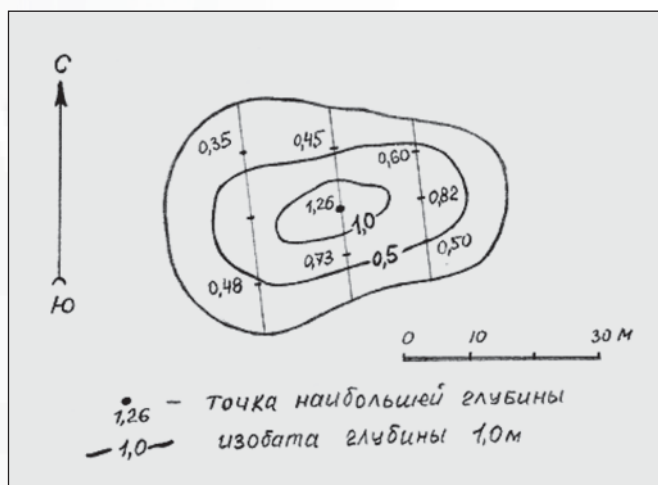 С
0,35
0,45
0,60
1,26
0,82
1,0
0,73
0,5
0,50
0,48
Ю
0 10 30 м
1,26 – точка наибольшей глубины
1,0 изобата глубины 1,0 м